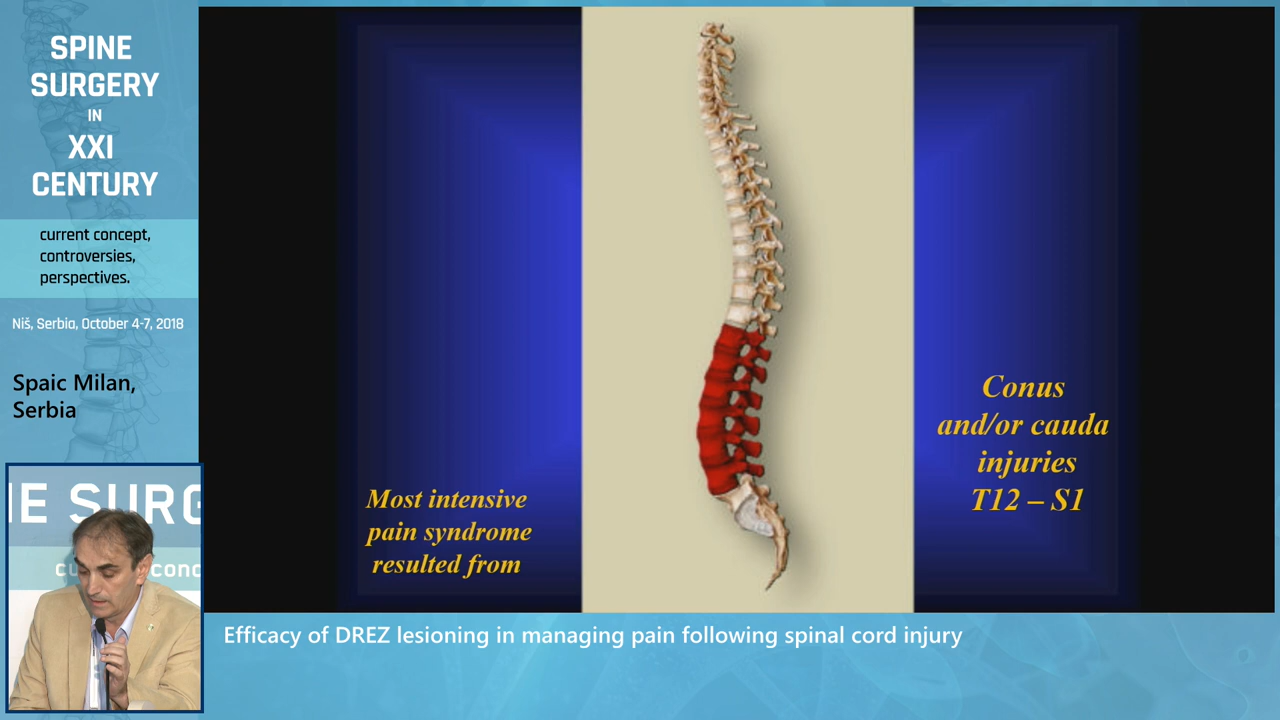 SPINE
SURGERY
IN
XXI
CENTURY
current concept,
controversies,
perspectives.
Niš, Serbia, October 4-7, 2018
Spaic Milan,
Serbia
Most intensive
pain syndrome
resulted from
Conus
and/or cauda
injuries
T12 – S1
Efficacy of DREZ lesioning in managing pain following spinal cord injury